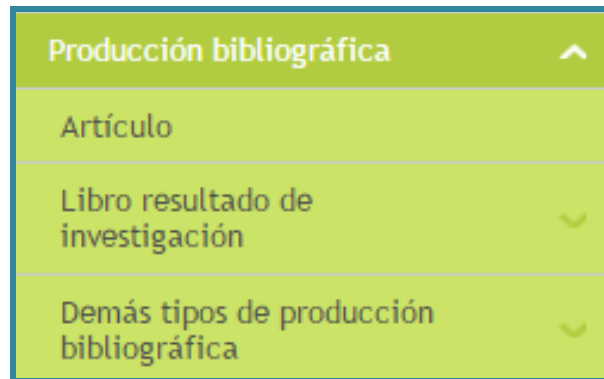 Producción bibliográfica
Artículo
Libro resultado de
investigación
Demás tipos de producción
bibliográfica